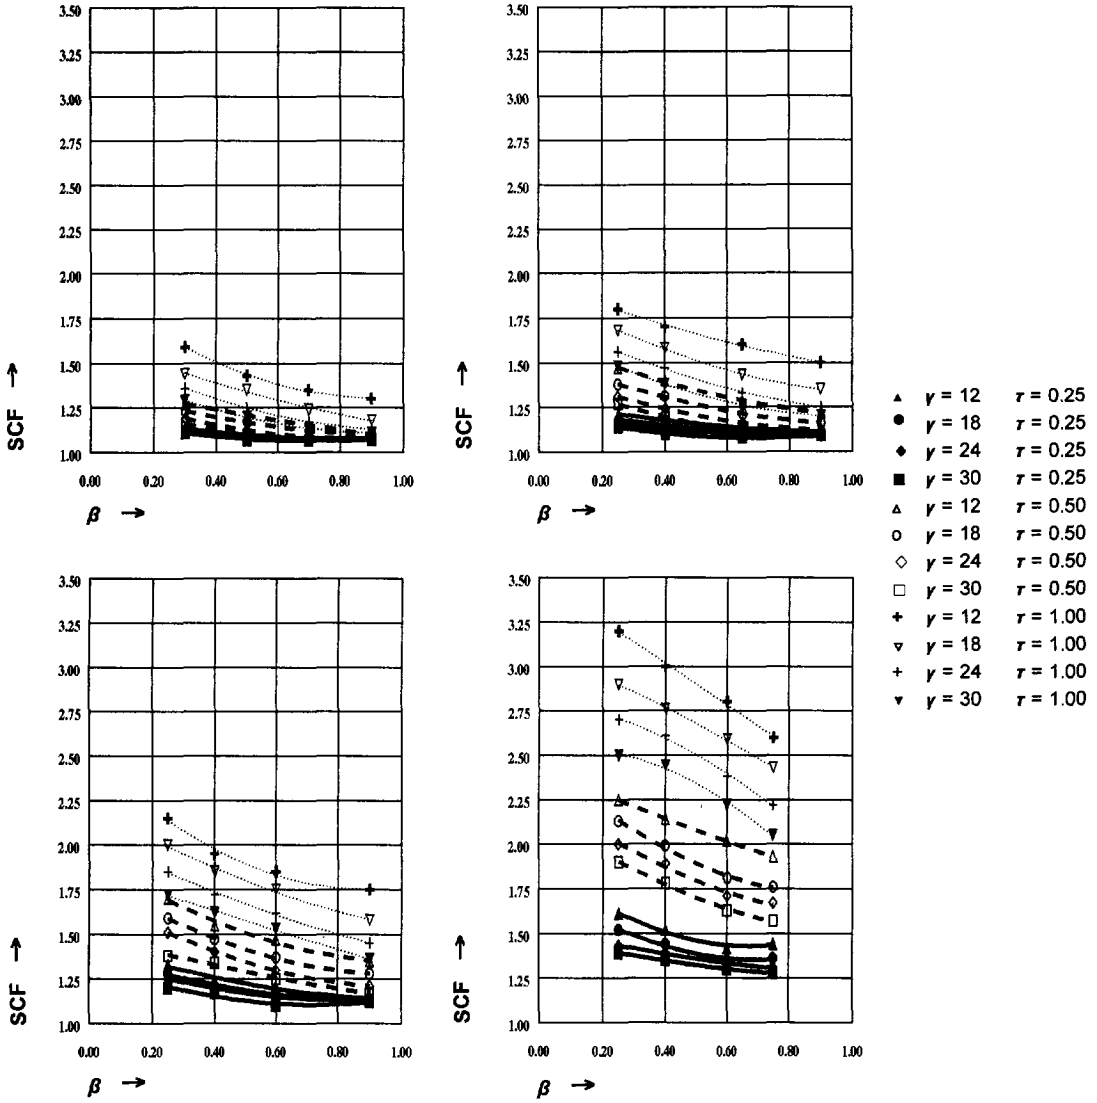 3.50
3.25
3.00
2.75
2.50
2.25
2.00
1.75
1.50
1.25
1.00
SCF
0.00 0.20 0.40 0.60 0.80 1.00
β
3.50
3.25
3.00
2.75
2.50
2.25
2.00
1.75
1.50
1.25
1.00
SCF
0.00 0.20 0.40 0.60 0.80 1.00
β
γ = 12 τ = 0.25
γ = 18 τ = 0.25
γ = 24 τ = 0.25
γ = 30 τ = 0.25
γ = 12 τ = 0.50
γ = 18 τ = 0.50
γ = 24 τ = 0.50
γ = 30 τ = 0.50
γ = 12 τ = 1.00
γ = 18 τ = 1.00
γ = 24 τ = 1.00
γ = 30 τ = 1.00
3.50
3.25
3.00
2.75
2.50
2.25
2.00
1.75
1.50
1.25
1.00
SCF
0.00 0.20 0.40 0.60 0.80 1.00
β
3.50
3.25
3.00
2.75
2.50
2.25
2.00
1.75
1.50
1.25
1.00
SCF
0.00 0.20 0.40 0.60 0.80 1.00
β